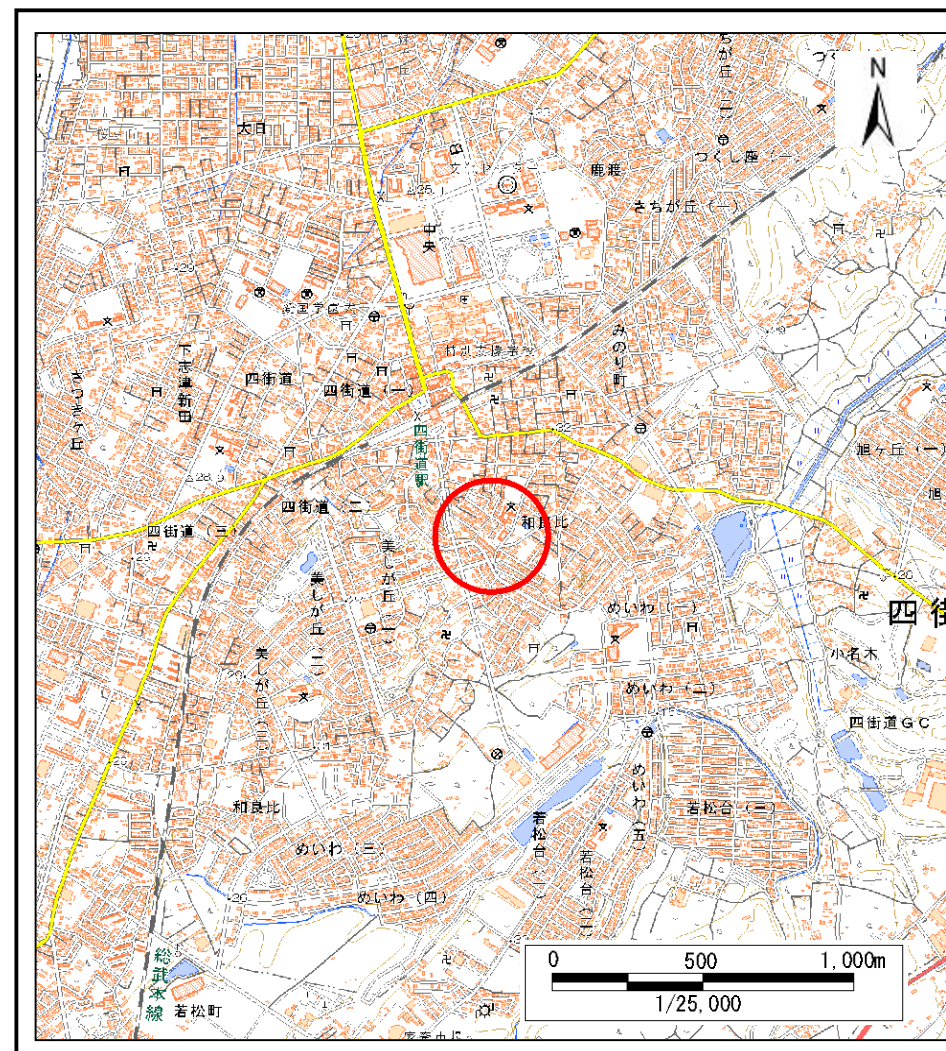 N
大日
鹿渡
つくし座(一)
さちが丘(一)
中央
みのり町
下志津新田
さつきケ丘
四街道
四街道(一)
四街道駅
四街道(二)
四街道(三)
旭ヶ丘(一)
旭
和良比
美しが丘(一)
美しが丘(二)
美しが丘(三)
めいわ(一)
めいわ(二)
四街
小名木
四街道GC
和良比
めいわ(三)
めいわ(四)
めいわ(五)
若松台(一)
若松台(二)
若松台(三)
総武本線
若松町
0 500 1,000m
1/25,000